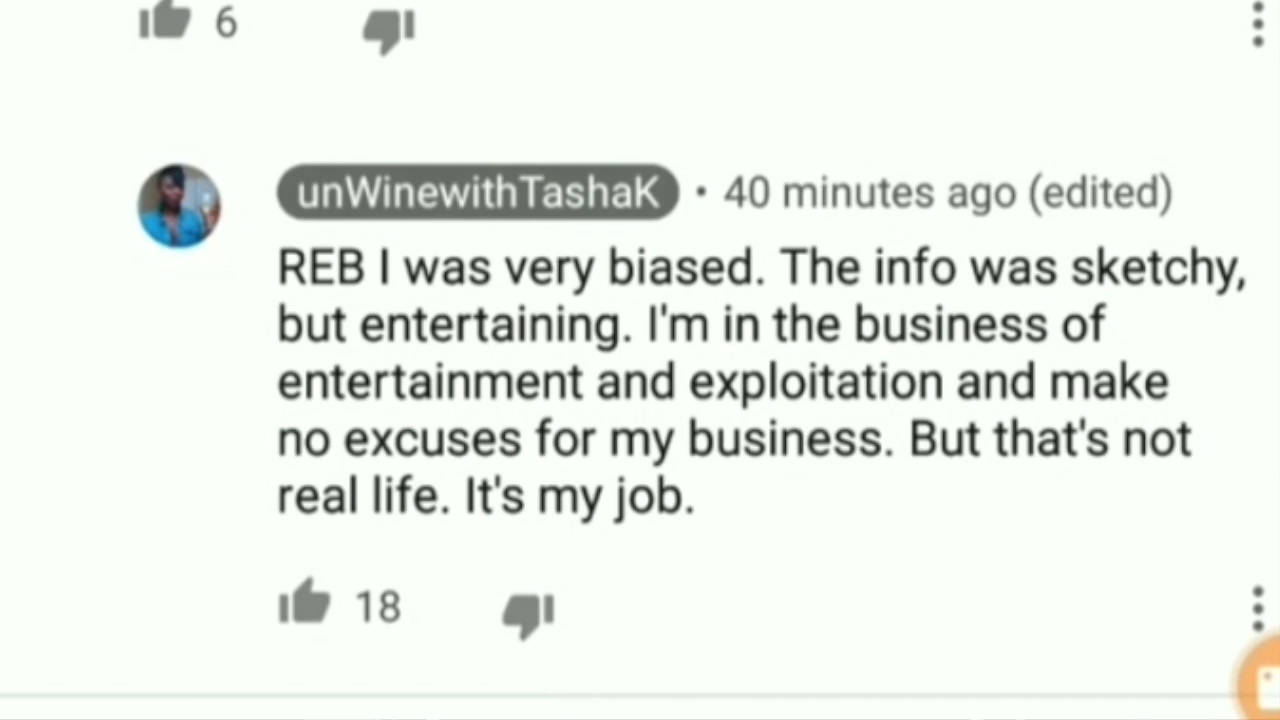 6
unWinewithTashaK • 40 minutes ago (edited)
REB I was very biased. The info was sketchy,
but entertaining. I'm in the business of
entertainment and exploitation and make
no excuses for my business. But that's not
real life. It's my job.
18